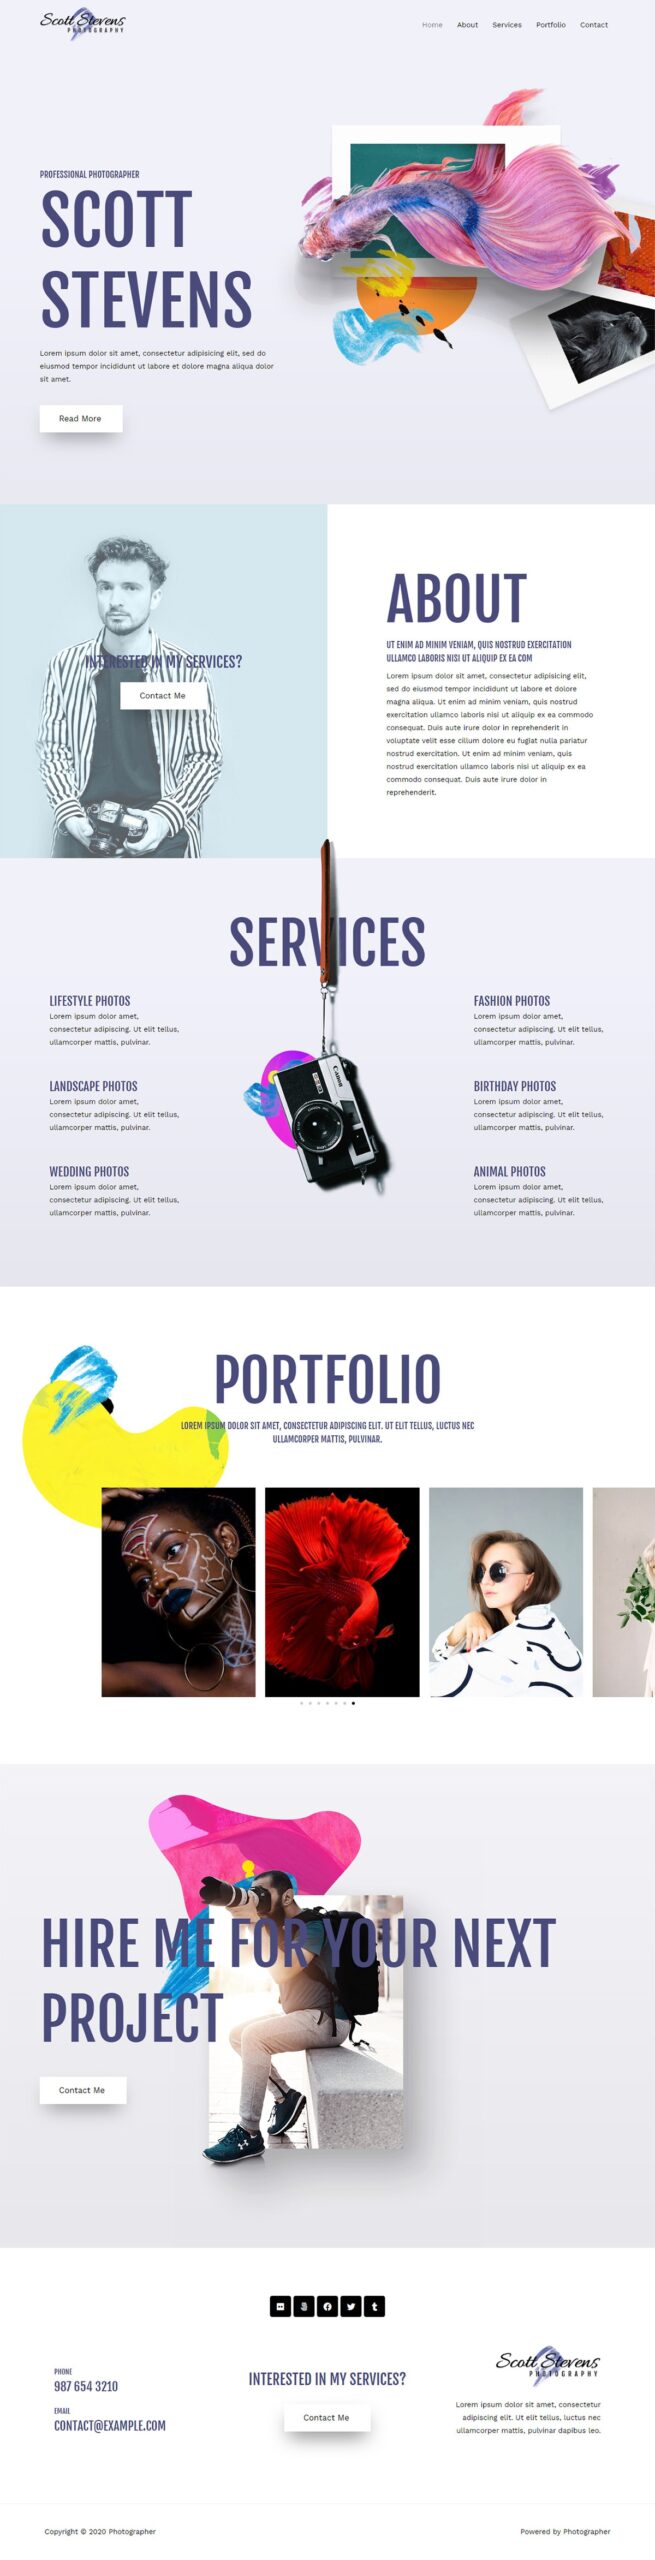 Scott Stevens
PHOTOGRAPHY
Home About Services Portfolio Contact
PROFESSIONAL PHOTOGRAPHER
SCOTT
STEVENS
Lorem ipsum dolor sit amet, consectetur adipisicing elit, sed do
eiusmod tempor incididunt ut labore et dolore magna aliqua dolor
sit amet.
Read More
INTERESTED IN MY SERVICES?
Contact Me
ABOUT
UT ENIM AD MINIM VENIAM, QUIS NOSTRUD EXERCITATION
ULLAMCO LABORIS NISI UT ALIQUIP EX EA COM
Lorem ipsum dolor sit amet, consectetur adipiscing elit,
sed do eiusmod tempor incididunt ut labore et dolore
magna aliqua. Ut enim ad minim veniam, quis nostrud
exercitation ullamco laboris nisi ut aliquip ex ea commodo
consequat. Duis aute irure dolor in reprehenderit in
voluptate velit esse cillum dolore eu fugiat nulla pariatur
nostrud exercitation. Ut enim ad minim veniam, quis
nostrud exercitation ullamco laboris nisi ut aliquip ex ea
commodo consequat. Duis aute irure dolor in
reprehenderit.
SERVICES
LIFESTYLE PHOTOS
Lorem ipsum dolor amet,
consectetur adipiscing. Ut elit tellus,
ullamcorper mattis, pulvinar.
FASHION PHOTOS
Lorem ipsum dolor amet,
consectetur adipiscing. Ut elit tellus,
ullamcorper mattis, pulvinar.
LANDSCAPE PHOTOS
Lorem ipsum dolor amet,
consectetur adipiscing. Ut elit tellus,
ullamcorper mattis, pulvinar.
BIRTHDAY PHOTOS
Lorem ipsum dolor amet,
consectetur adipiscing. Ut elit tellus,
ullamcorper mattis, pulvinar.
WEDDING PHOTOS
Lorem ipsum dolor amet,
consectetur adipiscing. Ut elit tellus,
ullamcorper mattis, pulvinar.
ANIMAL PHOTOS
Lorem ipsum dolor amet,
consectetur adipiscing. Ut elit tellus,
ullamcorper mattis, pulvinar.
Canon
PORTFOLIO
LOREM IPSUM DOLOR SIT AMET, CONSECTETUR ADIPISCING ELIT. UT ELIT TELLUS, LUCTUS NEC
ULLAMCORPER MATTIS, PULVINAR.
HIRE ME FOR YOUR NEXT
PROJECT
Contact Me
PHONE
987 654 3210
EMAIL
CONTACT@EXAMPLE.COM
INTERESTED IN MY SERVICES?
Contact Me
Scott Stevens
PHOTOGRAPHY
Lorem ipsum dolor sit amet, consectetur
adipiscing elit. Ut elit tellus, luctus nec
ullamcorper mattis, pulvinar dapibus leo.
Copyright © 2020 Photographer
Powered by Photographer